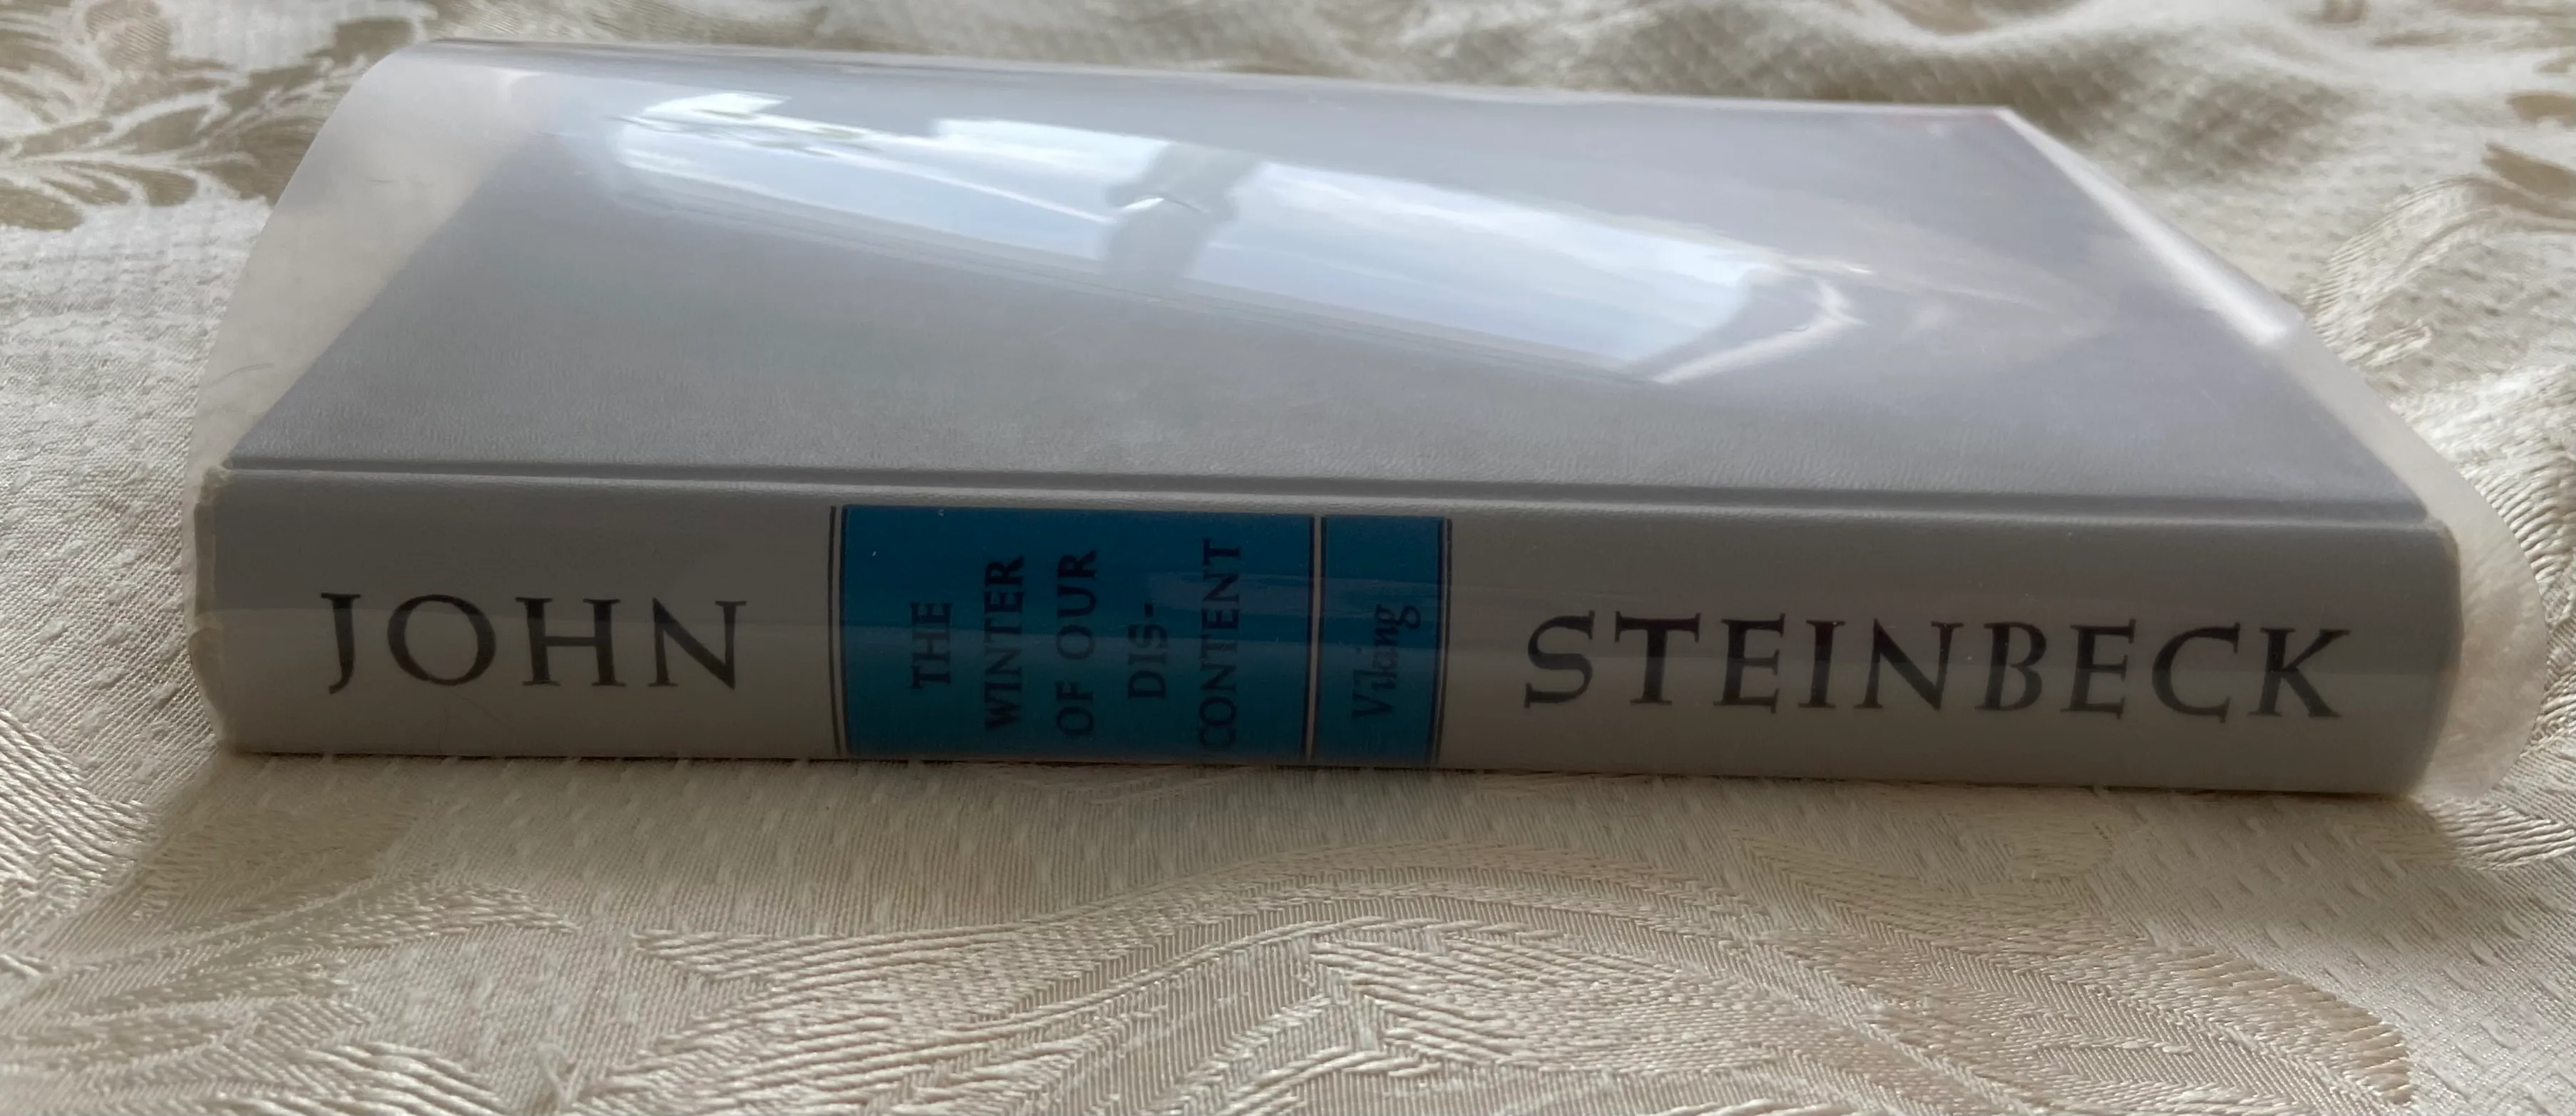 JOHN
THE
WINTER
OF OUR
DIS-
CONTENT
Viking
STEINBECK